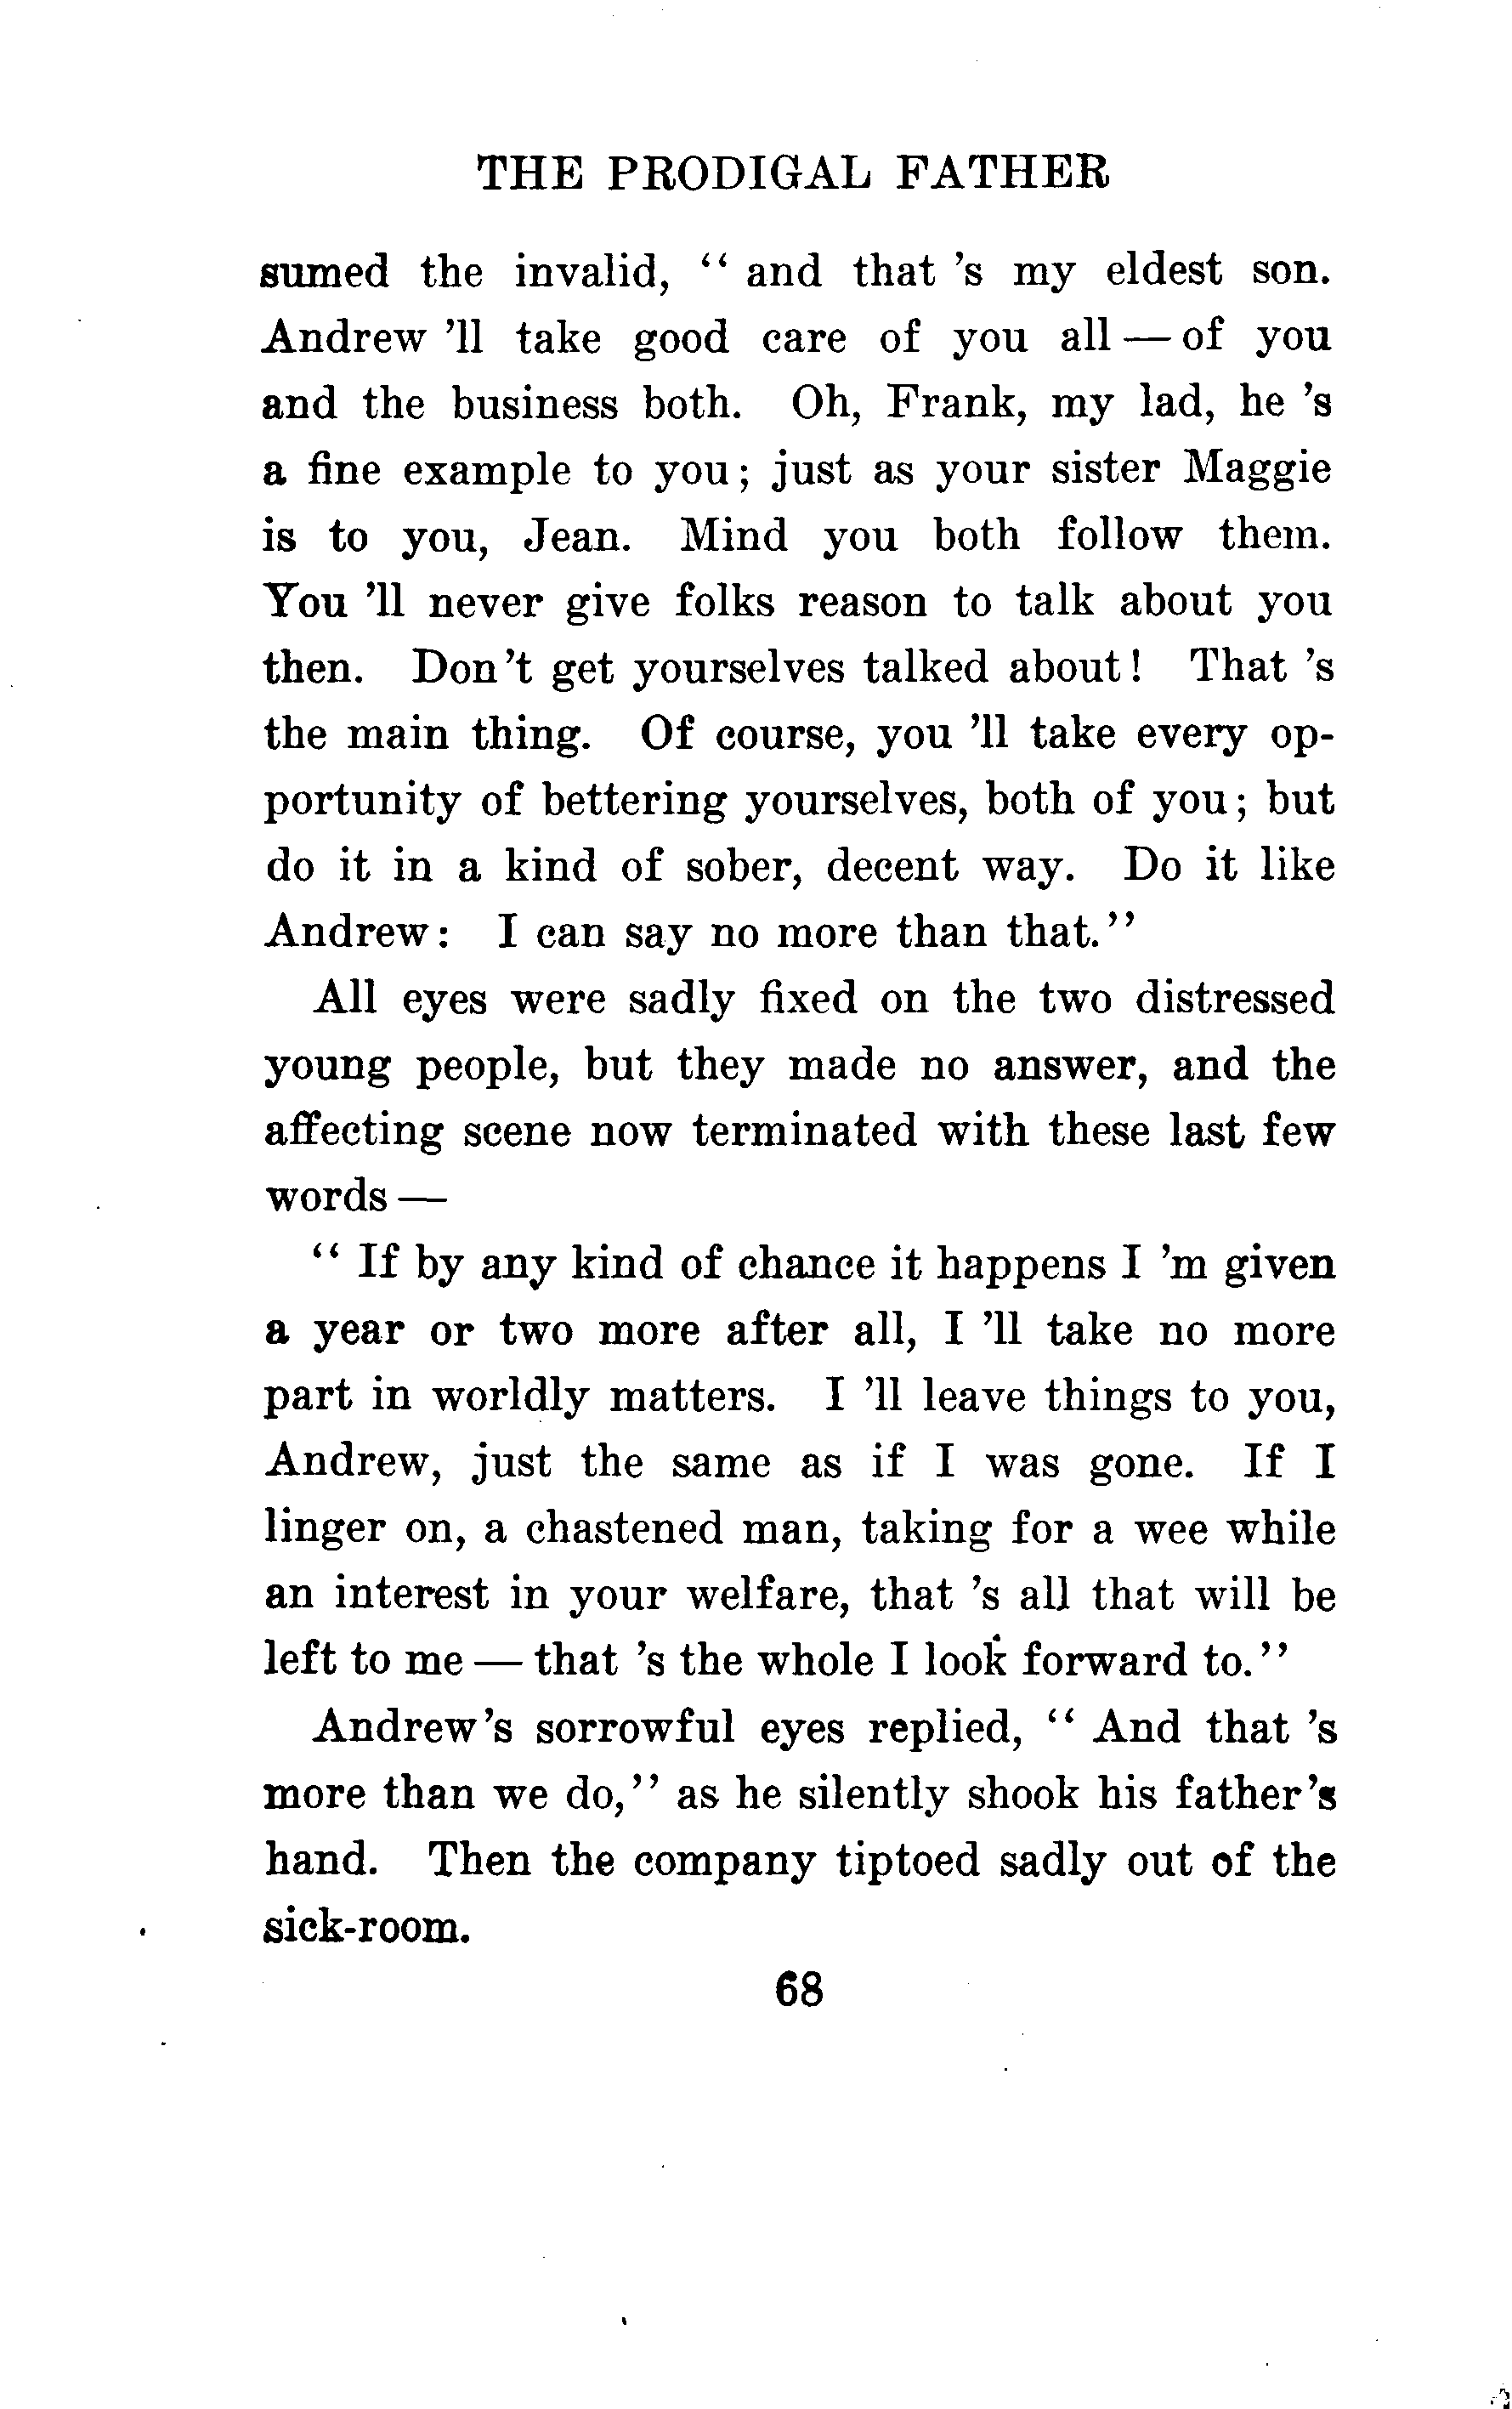 THE PRODIGAL FATHER
sumed the invalid, “ and that 's my eldest son.
Andrew 'll take good care of you all — of you
and the business both. Oh, Frank, my lad, he 's
a fine example to you; just as your sister Maggie
is to you, Jean. Mind you both follow them.
You 'll never give folks reason to talk about you
then. Don't get yourselves talked about! That 's
the main thing. Of course, you 'll take every op-
portunity of bettering yourselves, both of you; but
do it in a kind of sober, decent way. Do it like
Andrew: I can say no more than that.”
All eyes were sadly fixed on the two distressed
young people, but they made no answer, and the
affecting scene now terminated with these last few
words —
“ If by any kind of chance it happens I 'm given
a year or two more after all, I 'll take no more
part in worldly matters. I 'll leave things to you,
Andrew, just the same as if I was gone. If I
linger on, a chastened man, taking for a wee while
an interest in your welfare, that 's all that will be
left to me — that 's the whole I look forward to.”
Andrew's sorrowful eyes replied, “ And that 's
more than we do,” as he silently shook his father's
hand. Then the company tiptoed sadly out of the
sick-room.
68